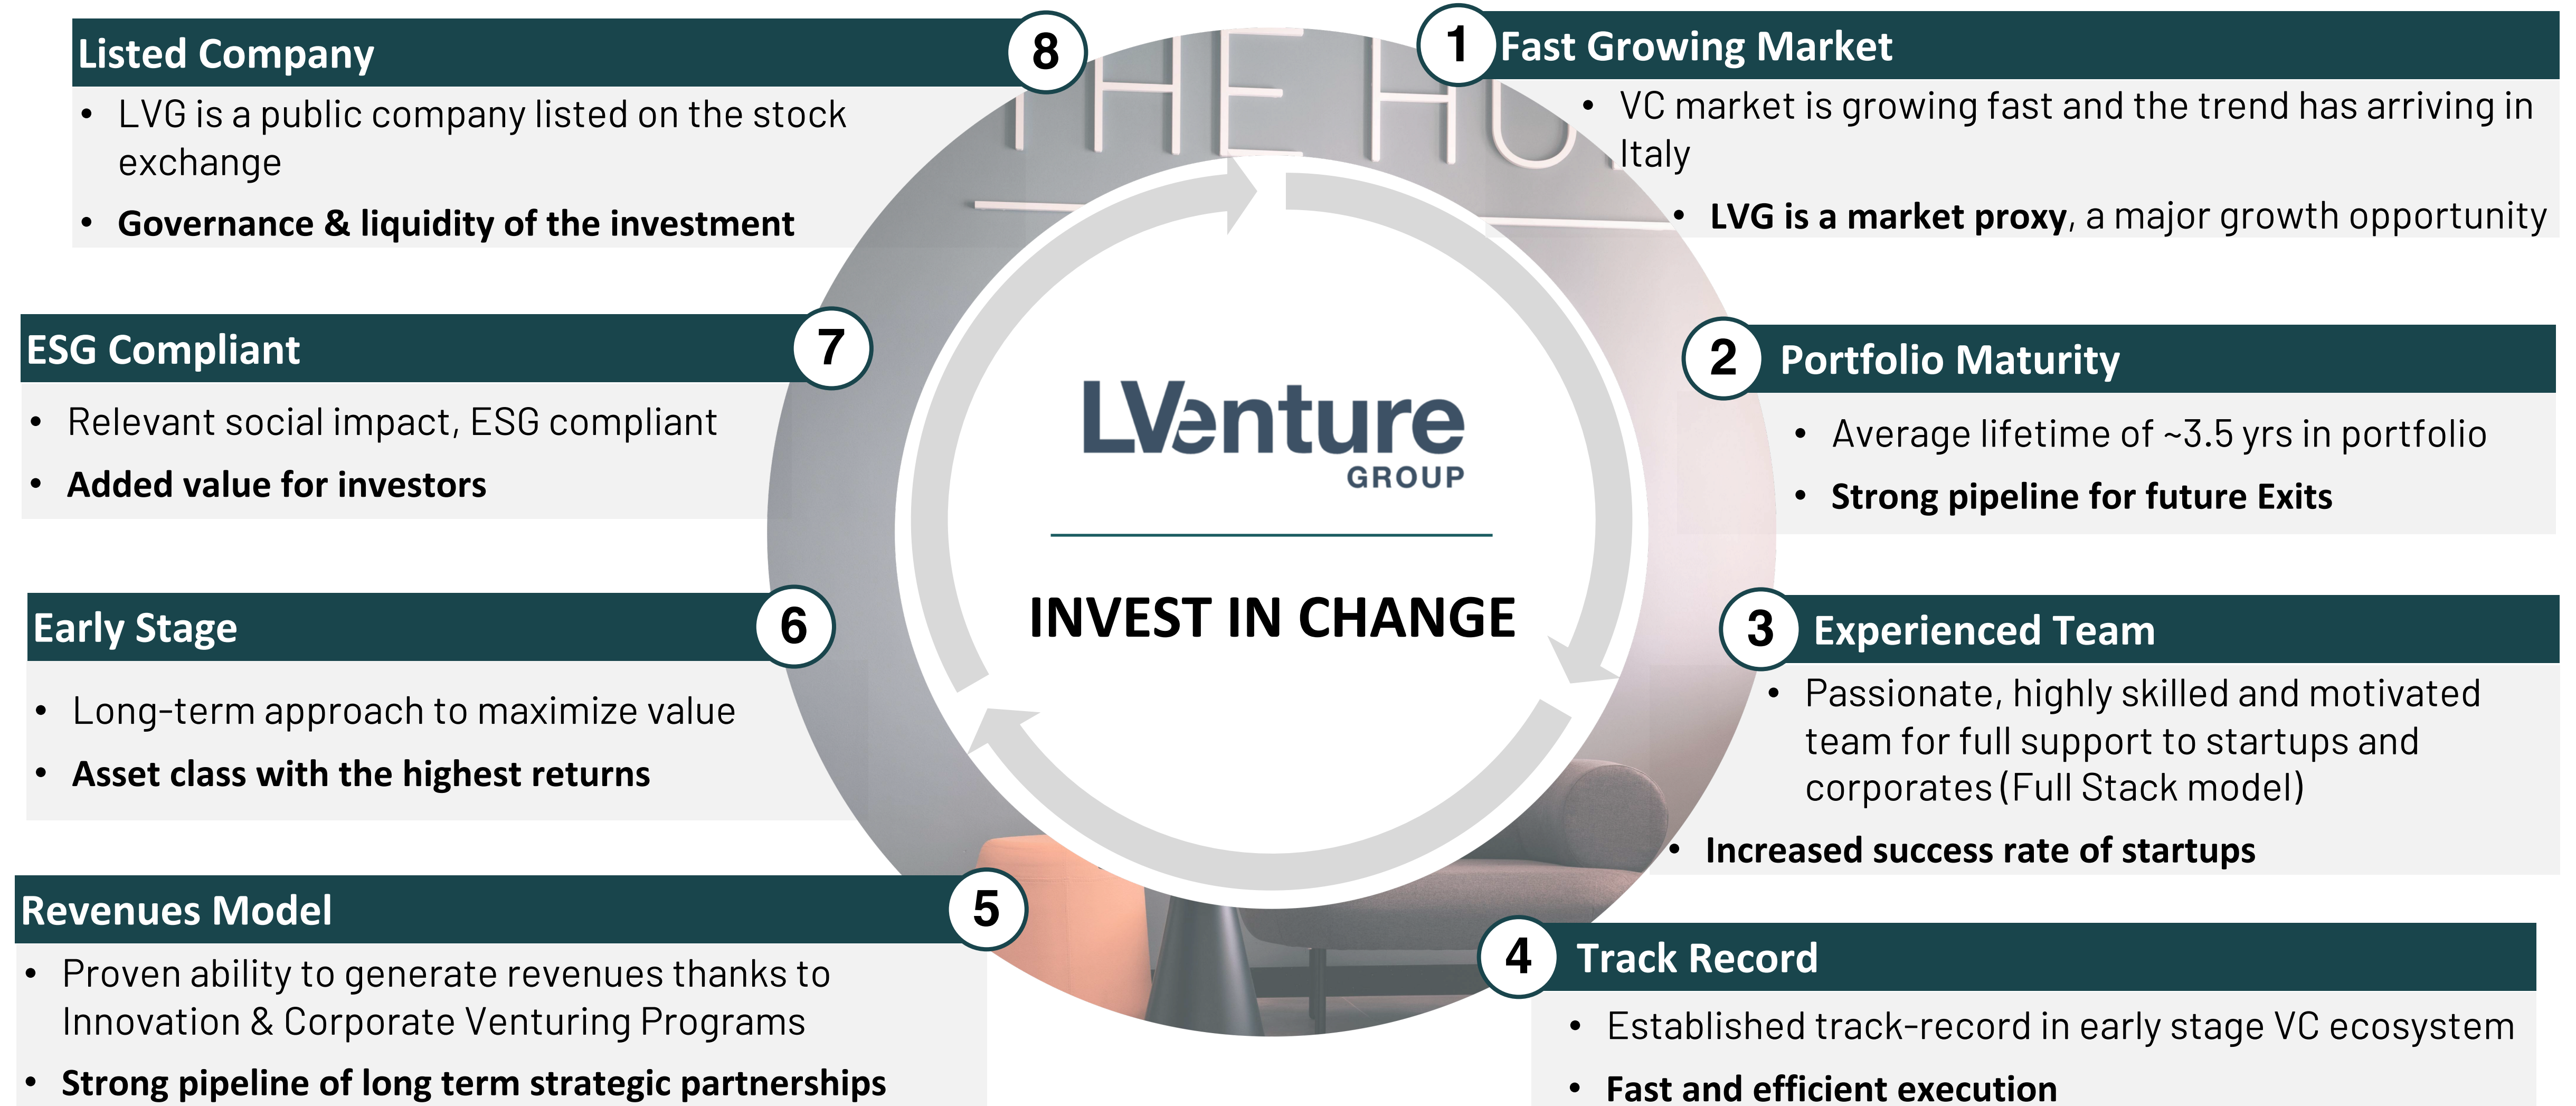 THE HU
1
Fast Growing Market
• VC market is growing fast and the trend has arriving in
Italy
• LVG is a market proxy, a major growth opportunity
2
Portfolio Maturity
• Average lifetime of ~3.5 yrs in portfolio
• Strong pipeline for future Exits
3
Experienced Team
• Passionate, highly skilled and motivated
team for full support to startups and
corporates (Full Stack model)
• Increased success rate of startups
4
Track Record
• Established track-record in early stage VC ecosystem
• Fast and efficient execution
5
Revenues Model
• Proven ability to generate revenues thanks to
Innovation & Corporate Venturing Programs
• Strong pipeline of long term strategic partnerships
6
Early Stage
• Long-term approach to maximize value
• Asset class with the highest returns
7
ESG Compliant
• Relevant social impact, ESG compliant
• Added value for investors
8
Listed Company
• LVG is a public company listed on the stock
exchange
• Governance & liquidity of the investment
LVenture
GROUP
INVEST IN CHANGE